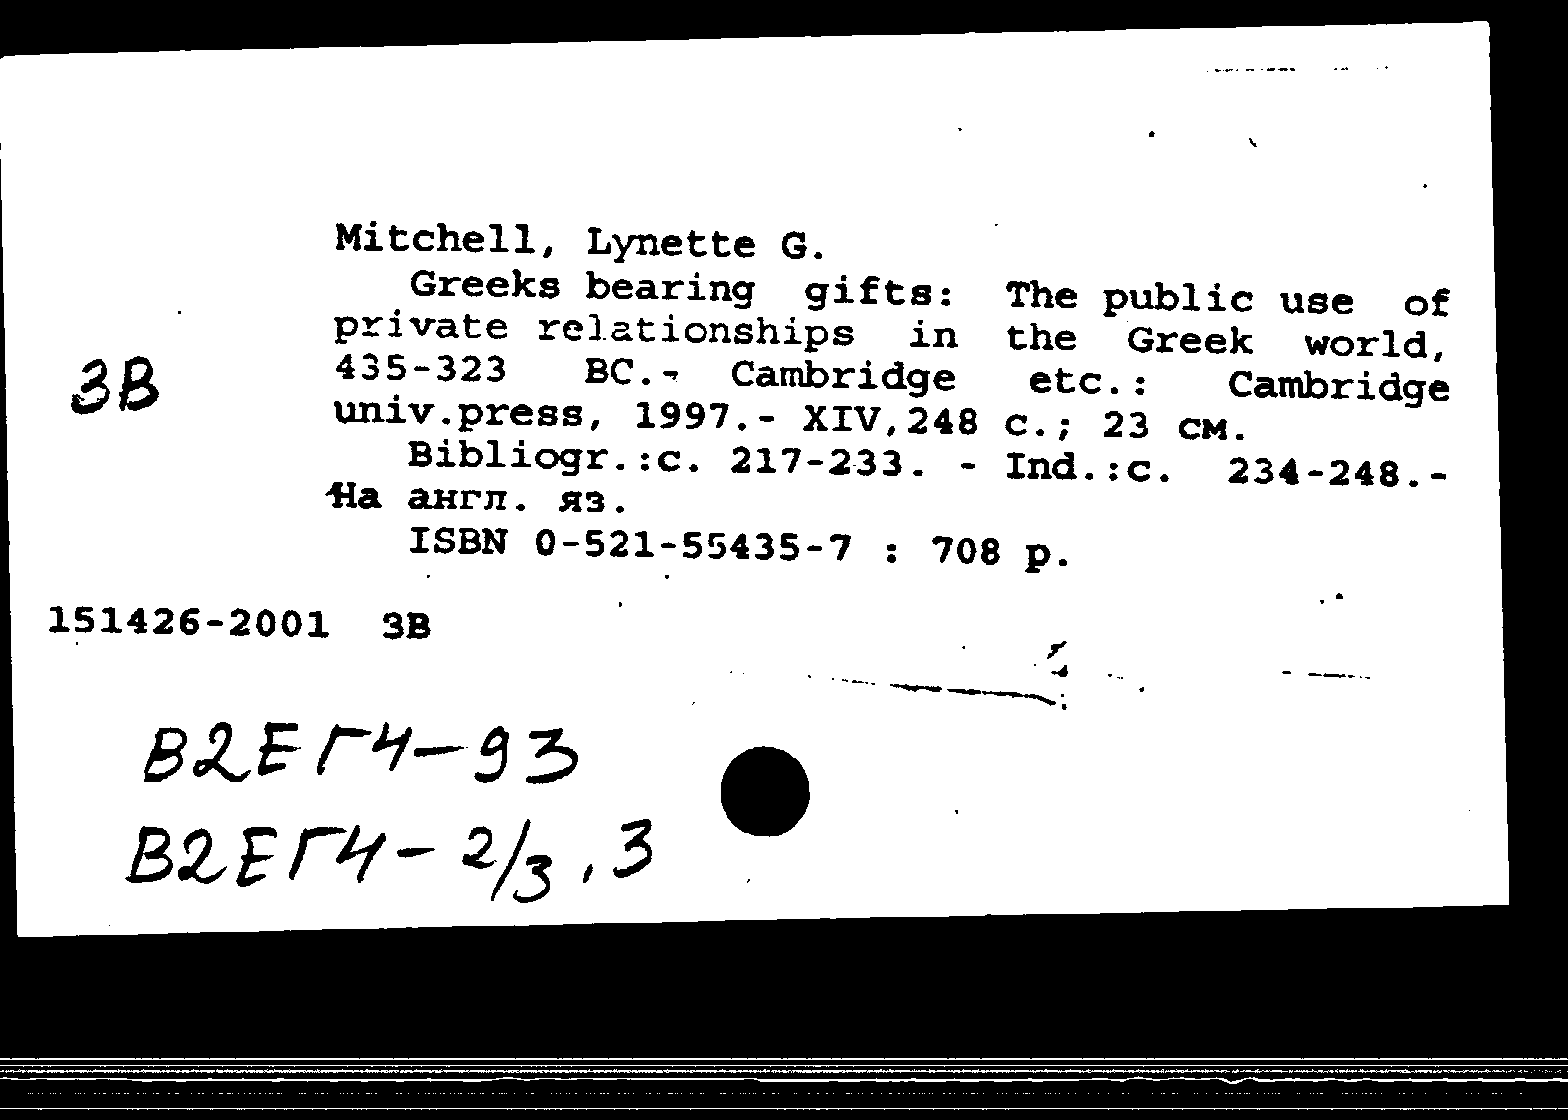 Mitchell, Lynette G.
Greeks bearing gifts: The public use of
private relationships in the Greek world,
435-323 BC.- Cambridge etc.: Cambridge
univ.press, 1997.- XIV,248 с.; 23 см.
Bibliogr.:с. 217-233. - Ind.:с. 234-248.-
На англ. яз.
ISBN 0-521-55435-7 : 708 р.
ЗВ
151426-2001 ЗВ
В2ЕГ4-93
В2ЕГ4-2/3,3